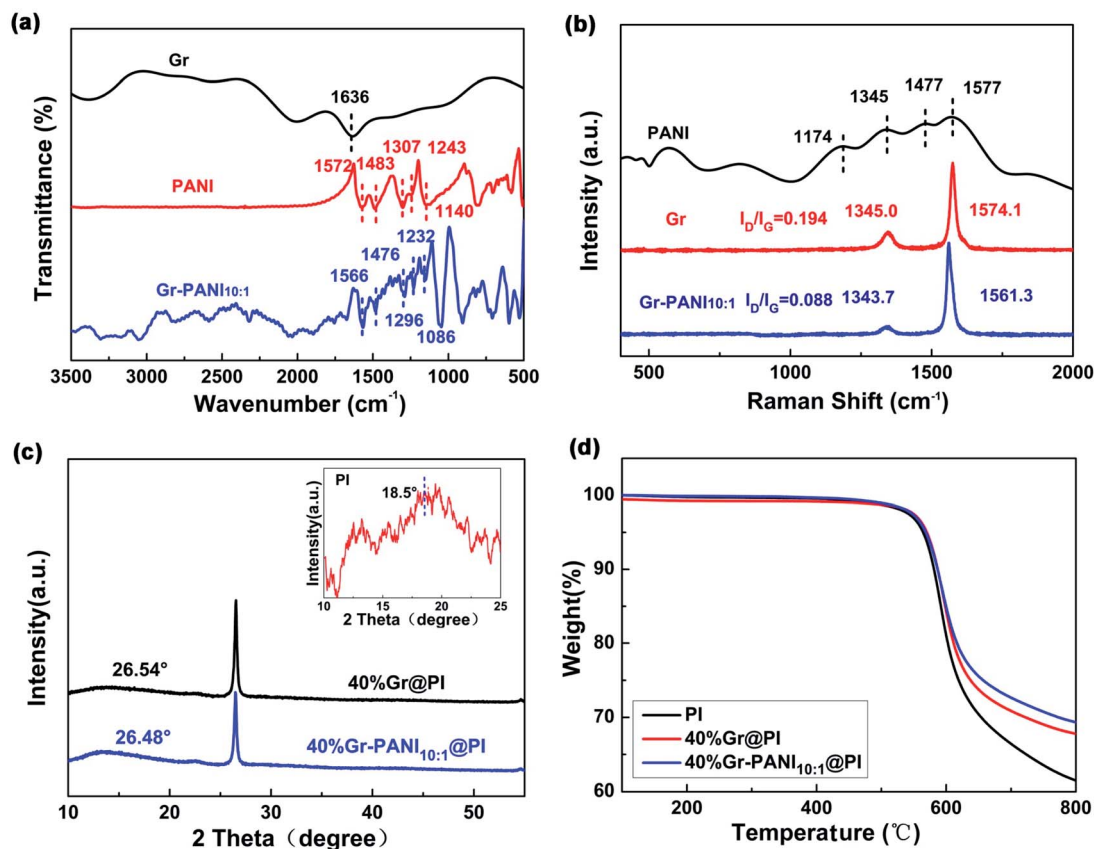 (a)
Gr
1636
1572
1483
1307
1243
PANI
1140
1476
1232
1566
Gr-PANI10:1
1296
1086
Transmittance (%)
3500 3000 2500 2000 1500 1000 500
Wavenumber (cm-1)
(b)
1477
1577
1345
1174
PANI
Gr
ID/IG=0.194
1345.0
1574.1
Gr-PANI10:1
ID/IG=0.088
1343.7
1561.3
Intensity (a.u.)
500 1000 1500 2000
Raman Shift (cm-1)
(c)
PI
18.5°
Intensity(a.u.)
10 15 20 25
2 Theta（degree）
26.54°
40%Gr@PI
26.48°
40%Gr-PANI10:1@PI
Intensity(a.u.)
10 20 30 40 50
2 Theta（degree）
(d)
100
90
80
70
60
Weight(%)
PI
40%Gr@PI
40%Gr-PANI10:1@PI
200 400 600 800
Temperature (℃)